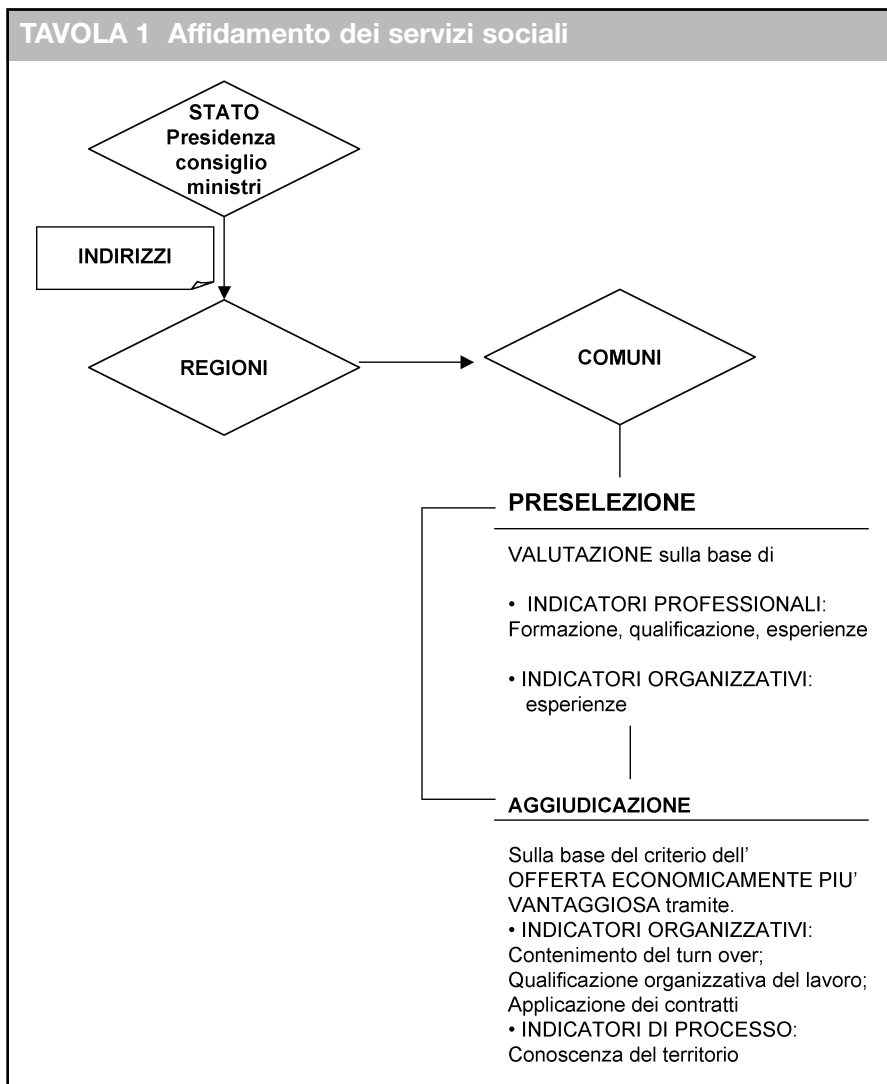 TAVOLA 1 Affidamento dei servizi sociali
STATO
Presidenza
consiglio
ministri
INDIRIZZI
REGIONI
COMUNI
PRESELEZIONE
VALUTAZIONE sulla base di
• INDICATORI PROFESSIONALI:
Formazione, qualificazione, esperienze
• INDICATORI ORGANIZZATIVI:
esperienze
AGGIUDICAZIONE
Sulla base del criterio dell'
OFFERTA ECONOMICAMENTE PIU'
VANTAGGIOSA tramite.
• INDICATORI ORGANIZZATIVI:
Contenimento del turn over;
Qualificazione organizzativa del lavoro;
Applicazione dei contratti
• INDICATORI DI PROCESSO:
Conoscenza del territorio